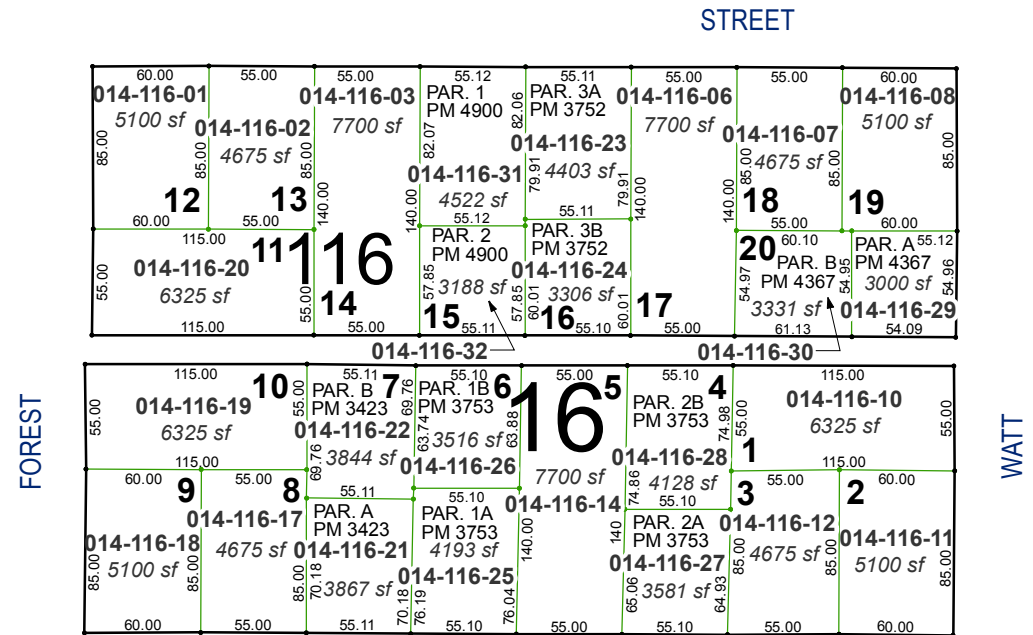 STREET
60.00 55.00 55.00 55.12 55.11 55.00 55.00 60.00
014-116-01
5100 sf
85.00
12
60.00
014-116-02
4675 sf
85.00
13
55.00
014-116-03
7700 sf
140.00
14
55.00
PAR. 1
PM 4900
82.07
82.06
014-116-31
4522 sf
140.00
55.12
PAR. 3A
PM 3752
014-116-23
4403 sf
79.91
79.91
55.11
014-116-06
7700 sf
140.00
17
55.00
014-116-07
4675 sf
140.00
85.00
85.00
18
55.00
014-116-08
5100 sf
85.00
19
60.00
115.00
11
014-116-20
6325 sf
55.00
55.00
115.00
116
PAR. 2
PM 4900
3188 sf
57.85
57.85
15
55.11
014-116-32
PAR. 3B
PM 3752
014-116-24
3306 sf
60.01
60.01
16
55.10
20
60.10
PAR. B
PM 4367
3331 sf
54.97
54.95
61.13
014-116-30
PAR. A
55.12
PM 4367
3000 sf
54.96
014-116-29
54.09
FOREST
WATT
115.00 55.11 55.10 55.00 55.10 115.00
10
014-116-19
6325 sf
55.00
55.00
115.00
7
PAR. B
PM 3423
014-116-22
3844 sf
69.76
69.76
55.11
6
PAR. 1B
PM 3753
3516 sf
63.74
63.88
014-116-26
55.10
16
5
7700 sf
014-116-14
140.00
140
55.00
4
PAR. 2B
PM 3753
014-116-28
4128 sf
74.98
74.86
55.10
014-116-10
6325 sf
55.00
55.00
1
115.00
60.00
9
014-116-18
5100 sf
85.00
85.00
60.00
55.00
8
014-116-17
4675 sf
85.00
55.00
PAR. A
PM 3423
014-116-21
3867 sf
70.18
70.18
55.11
PAR. 1A
PM 3753
4193 sf
014-116-25
76.19
76.04
55.10
PAR. 2A
PM 3753
014-116-27
3581 sf
65.06
64.93
55.10
3
014-116-12
4675 sf
85.00
85.00
55.00
60.00
2
014-116-11
5100 sf
85.00
60.00